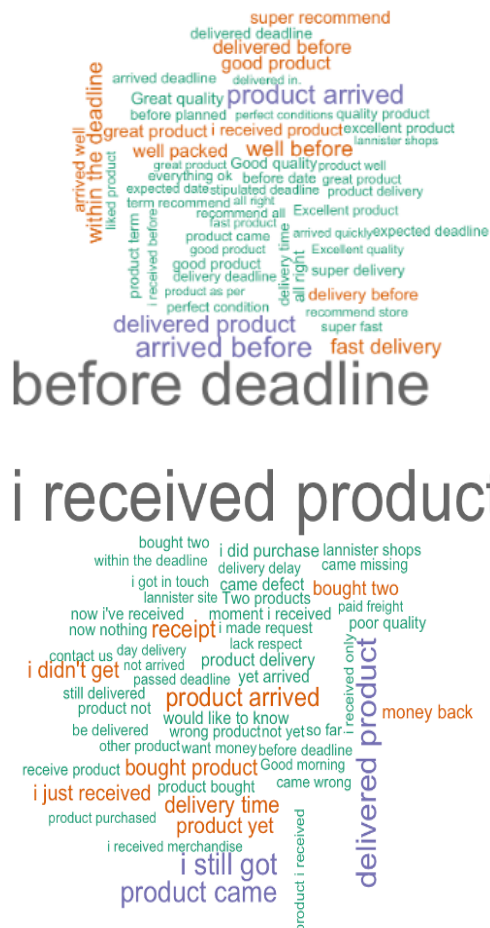 super recommend
delivered deadline
delivered before
good product
arrived deadline
delivered in.
Great quality
product arrived
before planned
perfect conditions
quality product
great product
i received product
excellent product
lannister shops
well packed
well before
great product
Good quality
product well
everything ok
before date
great product
expected date
stipulated deadline
product delivery
term recommend
all right
recommend all
Excellent product
fast product
arrived quickly
expected deadline
product came
good product
Excellent quality
good product
delivery deadline
super delivery
product as per
delivery before
perfect condition
recommend store
delivered product
super fast
arrived before
fast delivery
arrived well
within the deadline
liked product
product term
i received before
delivery time
all right
before deadline
i received product
bought two
i did purchase
lannister shops
within the deadline
delivery delay
came missing
i got in touch
came defect
bought two
lannister site
Two products
paid freight
now i've received
moment i received
poor quality
now nothing
receipt
i made request
lack respect
contact us
day delivery
product delivery
i didn't get
not arrived
passed deadline
yet arrived
still delivered
product arrived
product not
would like to know
money back
be delivered
wrong product
not yet
so far
other product
want money
before deadline
receive product
bought product
Good morning
product bought
came wrong
i just received
delivery time
product purchased
product yet
i received merchandise
i still got
product came
i received only
delivered product
product i received